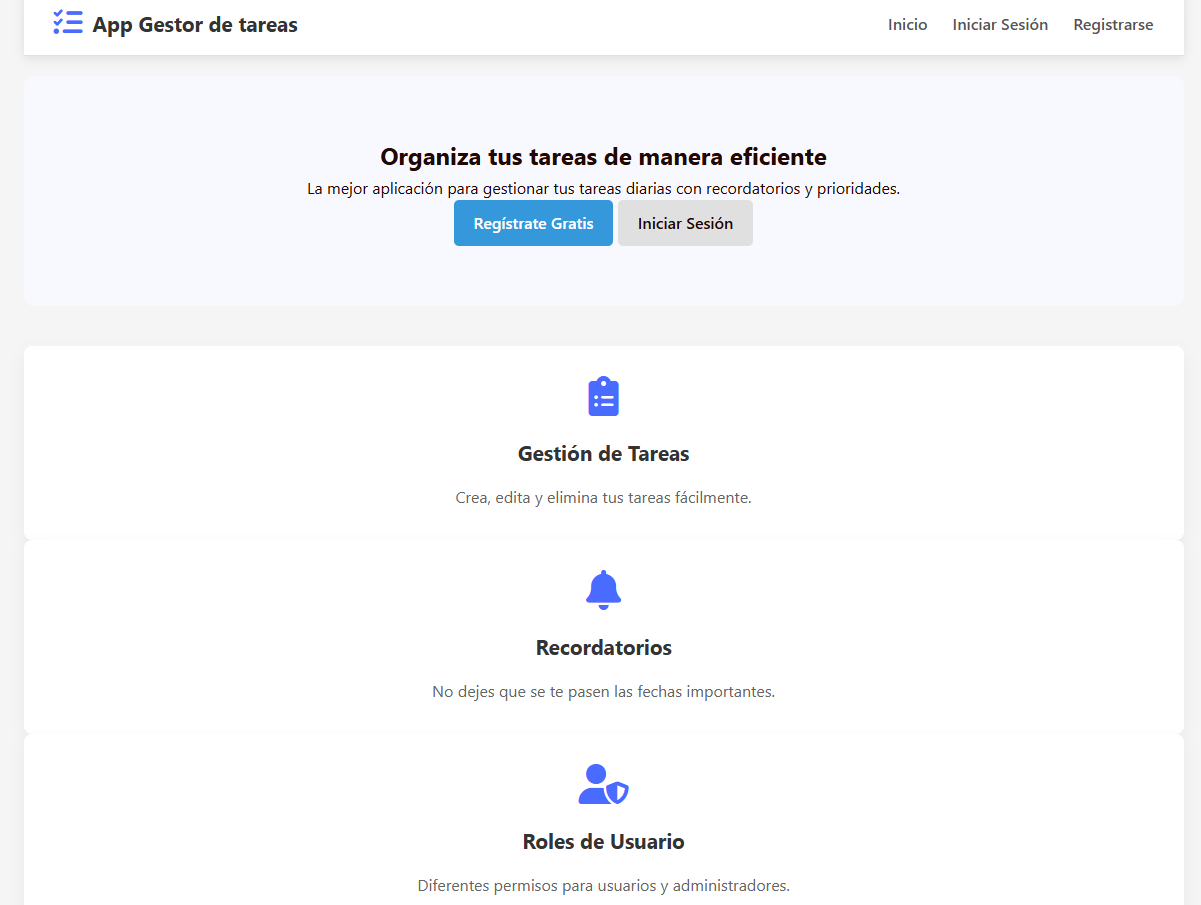 App Gestor de tareas
Inicio Iniciar Sesión Registrarse
Organiza tus tareas de manera eficiente
La mejor aplicación para gestionar tus tareas diarias con recordatorios y prioridades.
Regístrate Gratis Iniciar Sesión
Gestión de Tareas
Crea, edita y elimina tus tareas fácilmente.
Recordatorios
No dejes que se te pasen las fechas importantes.
Roles de Usuario
Diferentes permisos para usuarios y administradores.